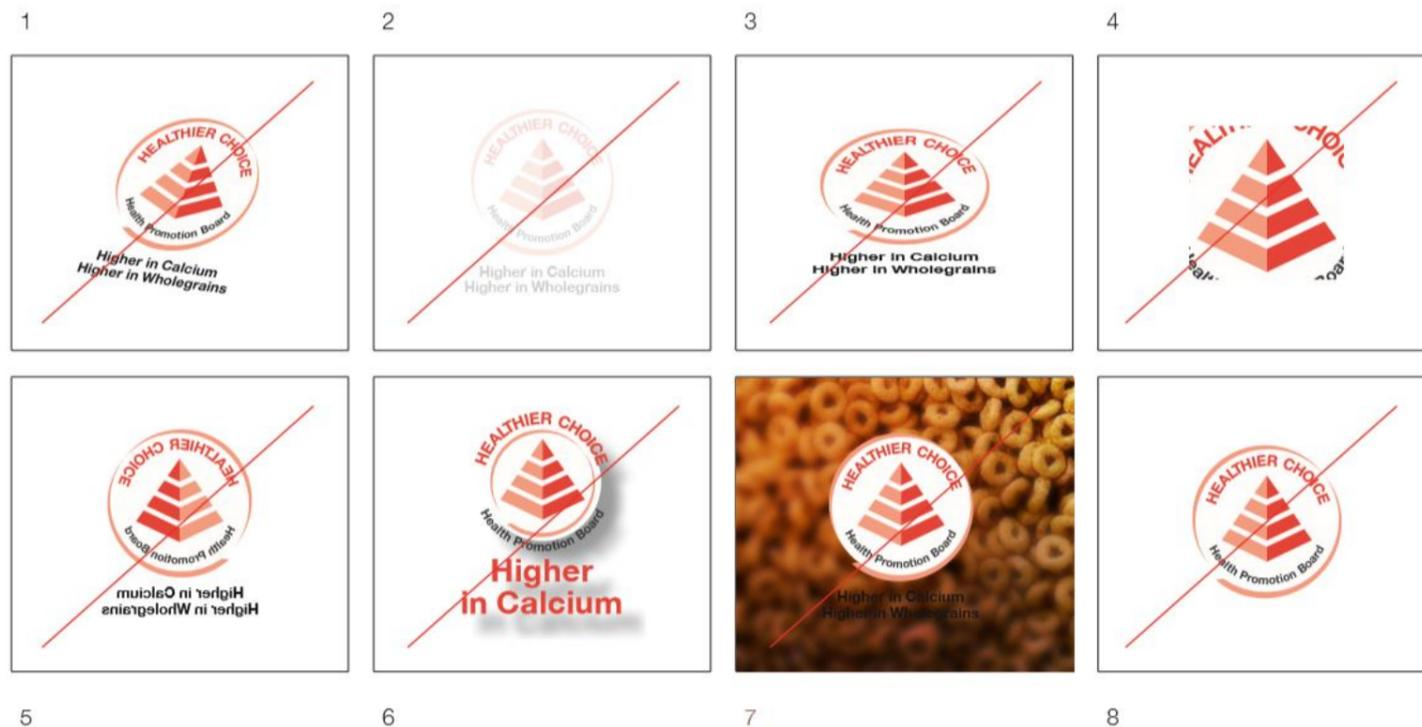 1
2
3
4
HEALTHIER CHOICE
Health Promotion Board
Higher in Calcium
Higher in Wholegrains
HEALTHIER CHOICE
Health Promotion Board
Higher in Calcium
Higher in Wholegrains
HEALTHIER CHOICE
Health Promotion Board
Higher in Calcium
Higher in Wholegrains
HEALTHIER CHOICE
Health Promotion Board
Higher in Calcium
Higher in Wholegrains
HEALTHIER CHOICE
Health Promotion Board
Higher
in Calcium
HEALTHIER CHOICE
Health Promotion Board
Higher in Calcium
Higher in Wholegrains
HEALTHIER CHOICE
Health Promotion Board
5
6
7
8